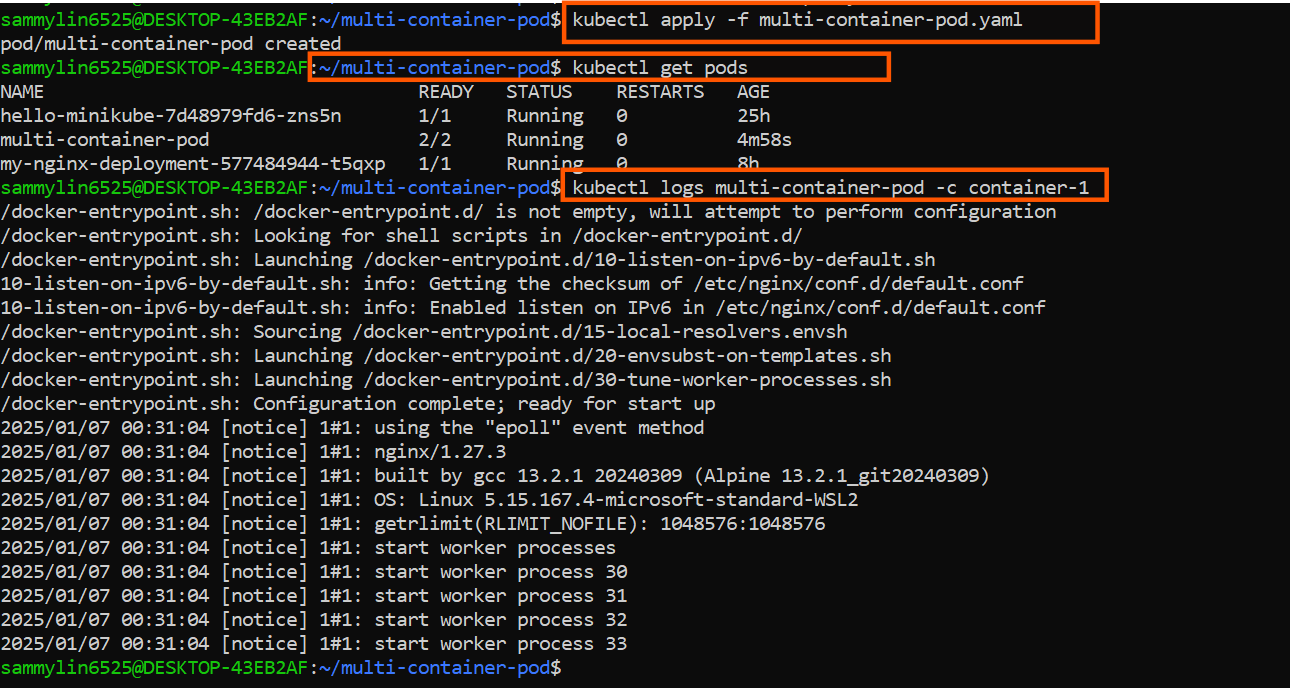 sammylin6525@DESKTOP-43EB2AF:~/multi-container-pod$ kubectl apply -f multi-container-pod.yaml
pod/multi-container-pod created
sammylin6525@DESKTOP-43EB2AF:~/multi-container-pod$ kubectl get pods
NAME                                  READY   STATUS    RESTARTS   AGE
hello-minikube-7d48979fd6-zns5n       1/1     Running   0          25h
multi-container-pod                   2/2     Running   0          4m58s
my-nginx-deployment-577484944-t5qxp   1/1     Running   0          8h
sammylin6525@DESKTOP-43EB2AF:~/multi-container-pod$ kubectl logs multi-container-pod -c container-1
/docker-entrypoint.sh: /docker-entrypoint.d/ is not empty, will attempt to perform configuration
/docker-entrypoint.sh: Looking for shell scripts in /docker-entrypoint.d/
/docker-entrypoint.sh: Launching /docker-entrypoint.d/10-listen-on-ipv6-by-default.sh
10-listen-on-ipv6-by-default.sh: info: Getting the checksum of /etc/nginx/conf.d/default.conf
10-listen-on-ipv6-by-default.sh: info: Enabled listen on IPv6 in /etc/nginx/conf.d/default.conf
/docker-entrypoint.sh: Sourcing /docker-entrypoint.d/15-local-resolvers.envsh
/docker-entrypoint.sh: Launching /docker-entrypoint.d/20-envsubst-on-templates.sh
/docker-entrypoint.sh: Launching /docker-entrypoint.d/30-tune-worker-processes.sh
/docker-entrypoint.sh: Configuration complete; ready for start up
2025/01/07 00:31:04 [notice] 1#1: using the "epoll" event method
2025/01/07 00:31:04 [notice] 1#1: nginx/1.27.3
2025/01/07 00:31:04 [notice] 1#1: built by gcc 13.2.1 20240309 (Alpine 13.2.1_git20240309)
2025/01/07 00:31:04 [notice] 1#1: OS: Linux 5.15.167.4-microsoft-standard-WSL2
2025/01/07 00:31:04 [notice] 1#1: getrlimit(RLIMIT_NOFILE): 1048576:1048576
2025/01/07 00:31:04 [notice] 1#1: start worker processes
2025/01/07 00:31:04 [notice] 1#1: start worker process 30
2025/01/07 00:31:04 [notice] 1#1: start worker process 31
2025/01/07 00:31:04 [notice] 1#1: start worker process 32
2025/01/07 00:31:04 [notice] 1#1: start worker process 33
sammylin6525@DESKTOP-43EB2AF:~/multi-container-pod$